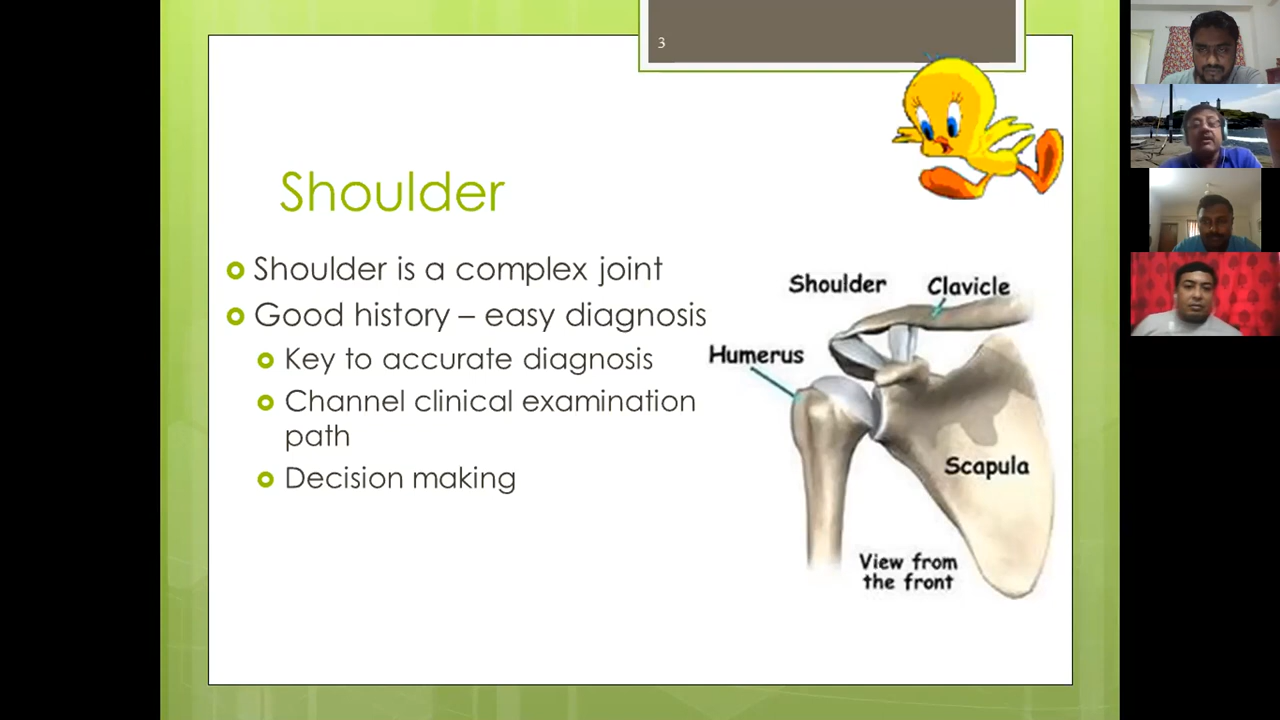 3
Shoulder
Shoulder is a complex joint
Good history – easy diagnosis
Key to accurate diagnosis
Channel clinical examination
path
Decision making
Shoulder
Clavicle
Humerus
Scapula
View from
the front